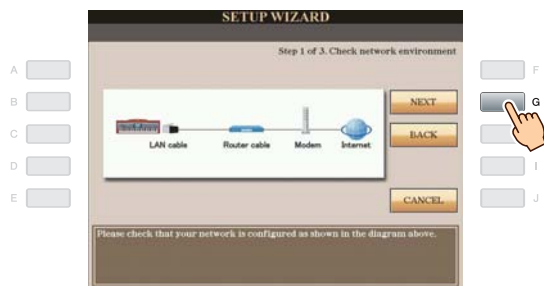 SETUP WIZARD
Step 1 of 3. Check network environment
A
B
C
D
E
LAN cable
Router cable
Modem
Internet
NEXT
BACK
CANCEL
F
G
I
J
Please check that your network is configured as shown in the diagram above.